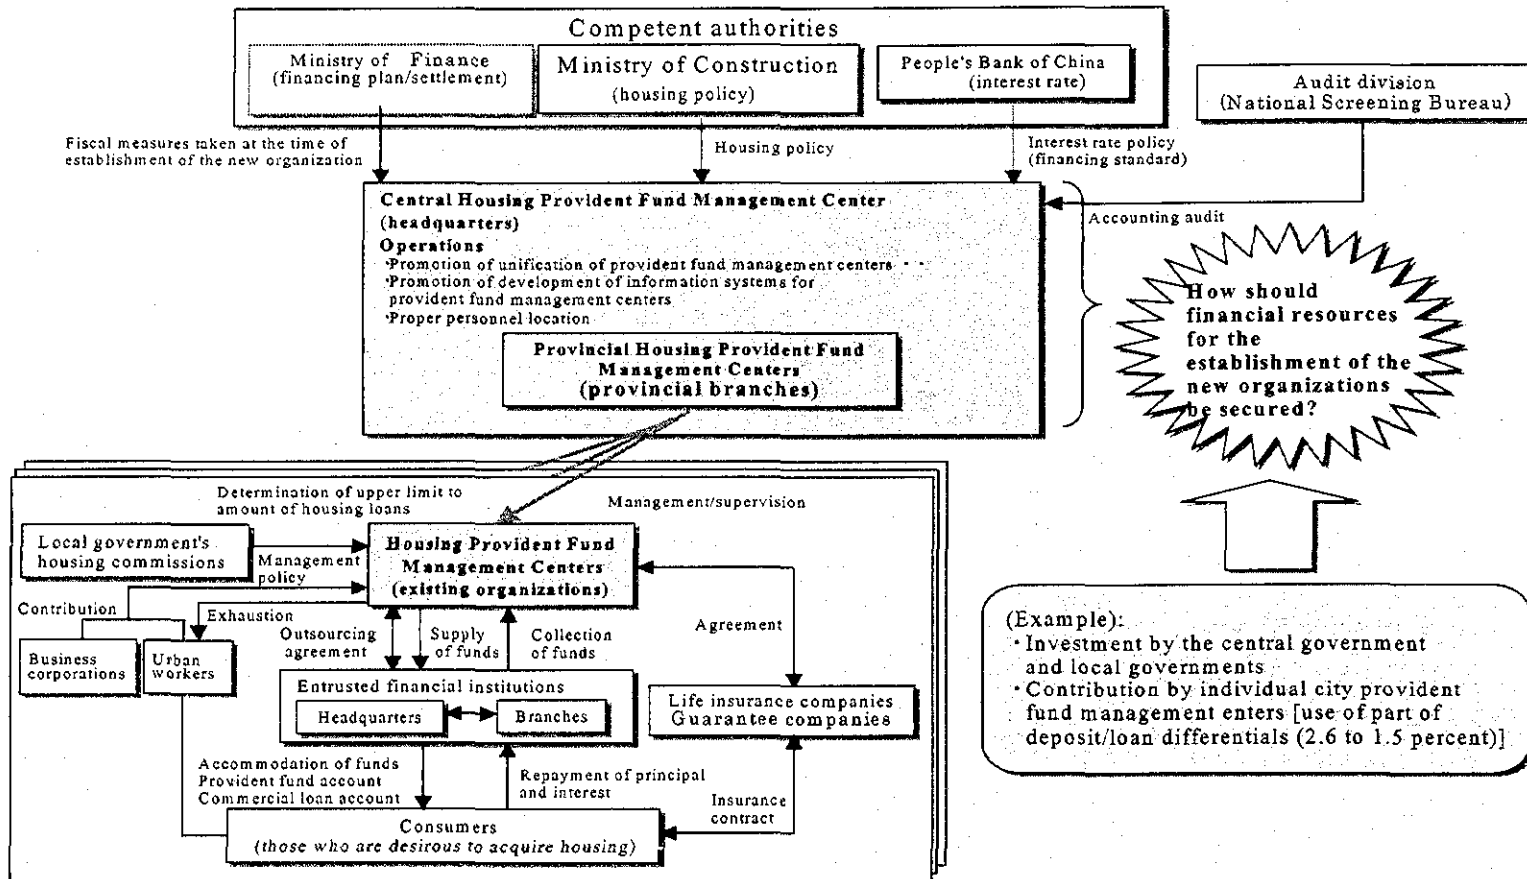 Competent authorities
Ministry of Finance
(financing plan/settlement)
Ministry of Construction
(housing policy)
People's Bank of China
(interest rate)
Audit division
(National Screening Bureau)
Fiscal measures taken at the time of
establishment of the new organization
Housing policy
Interest rate policy
(financing standard)
Accounting audit
Central Housing Provident Fund Management Center
(headquarters)
Operations
・Promotion of unification of provident fund management centers
・Promotion of development of information systems for
provident fund management centers
・Proper personnel location
Provincial Housing Provident Fund
Management Centers
(provincial branches)
How should
financial resources
for the
establishment of the
new organizations
be secured?
Determination of upper limit to
amount of housing loans
Management/supervision
Local government's
housing commissions
Management
policy
Housing Provident Fund
Management Centers
(existing organizations)
Contribution
Exhaustion
Business
corporations
Urban
workers
Outsourcing
agreement
Supply
of funds
Collection
of funds
Agreement
Entrusted financial institutions
Headquarters
Branches
Life insurance companies
Guarantee companies
Accommodation of funds
Provident fund account
Commercial loan account
Repayment of principal
and interest
Insurance
contract
Consumers
(those who are desirous to acquire housing)
(Example):
・Investment by the central government
and local governments
・Contribution by individual city provident
fund management enters [use of part of
deposit/loan differentials (2.6 to 1.5 percent)]